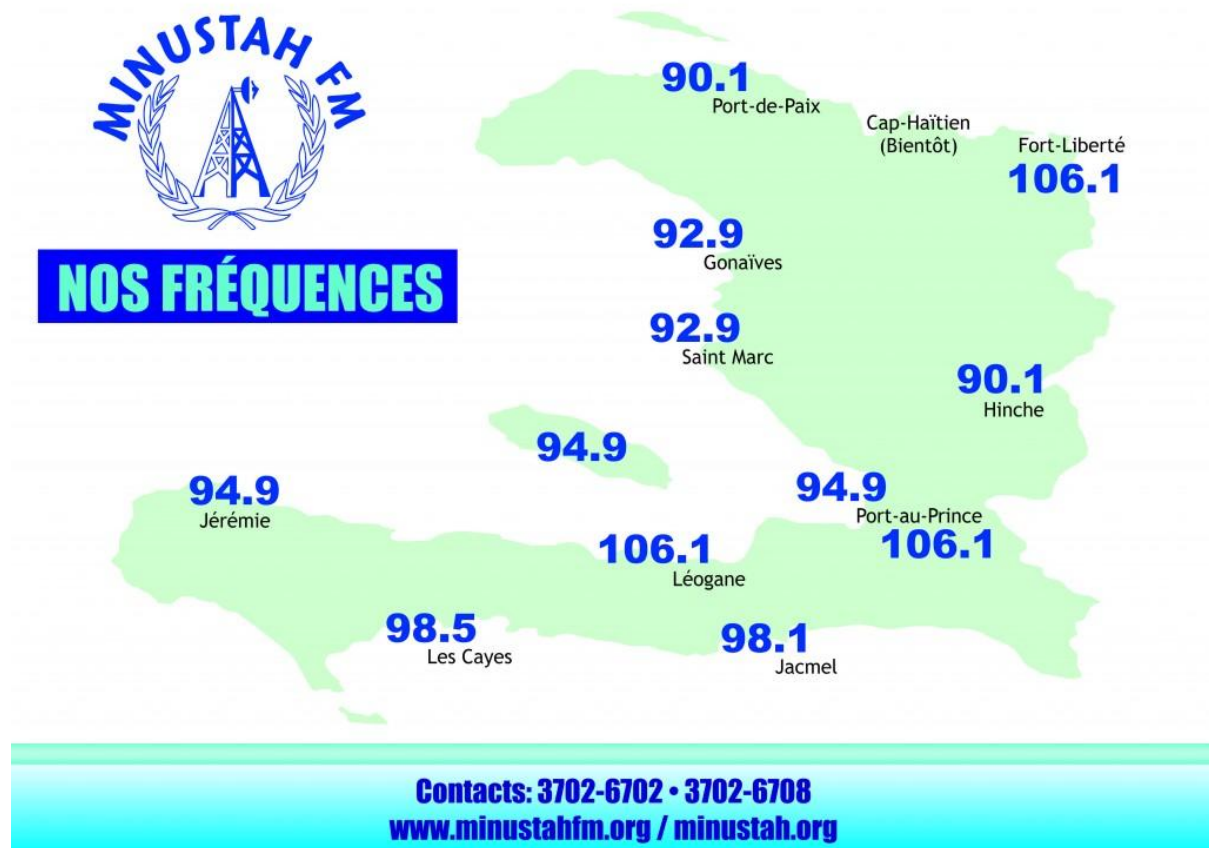 MINUSTAH FM
NOS FRÉQUENCES
90.1
Port-de-Paix
Cap-Haïtien
(Bientôt)
Fort-Liberté
106.1
92.9
Gonaïves
92.9
Saint Marc
90.1
Hinche
94.9
94.9
Jérémie
94.9
Port-au-Prince
106.1
106.1
Léogane
98.5
Les Cayes
98.1
Jacmel
Contacts: 3702-6702 • 3702-6708
www.minustahfm.org / minustah.org